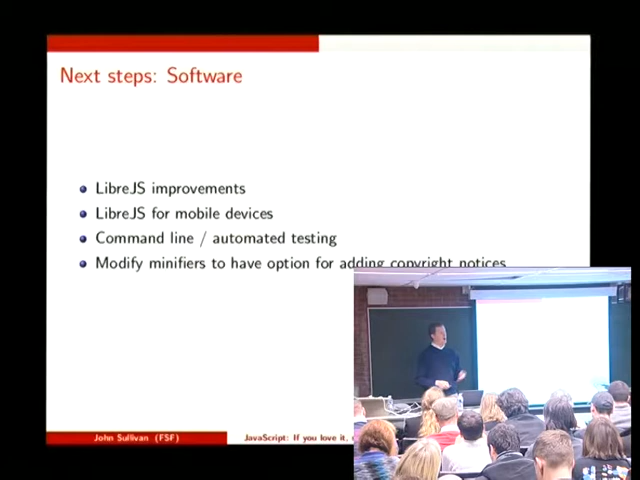 Next steps: Software
LibreJS improvements
LibreJS for mobile devices
Command line / automated testing
Modify minifiers to have option for adding copyright notices
John Sullivan (FSF)
JavaScript: If you love it,